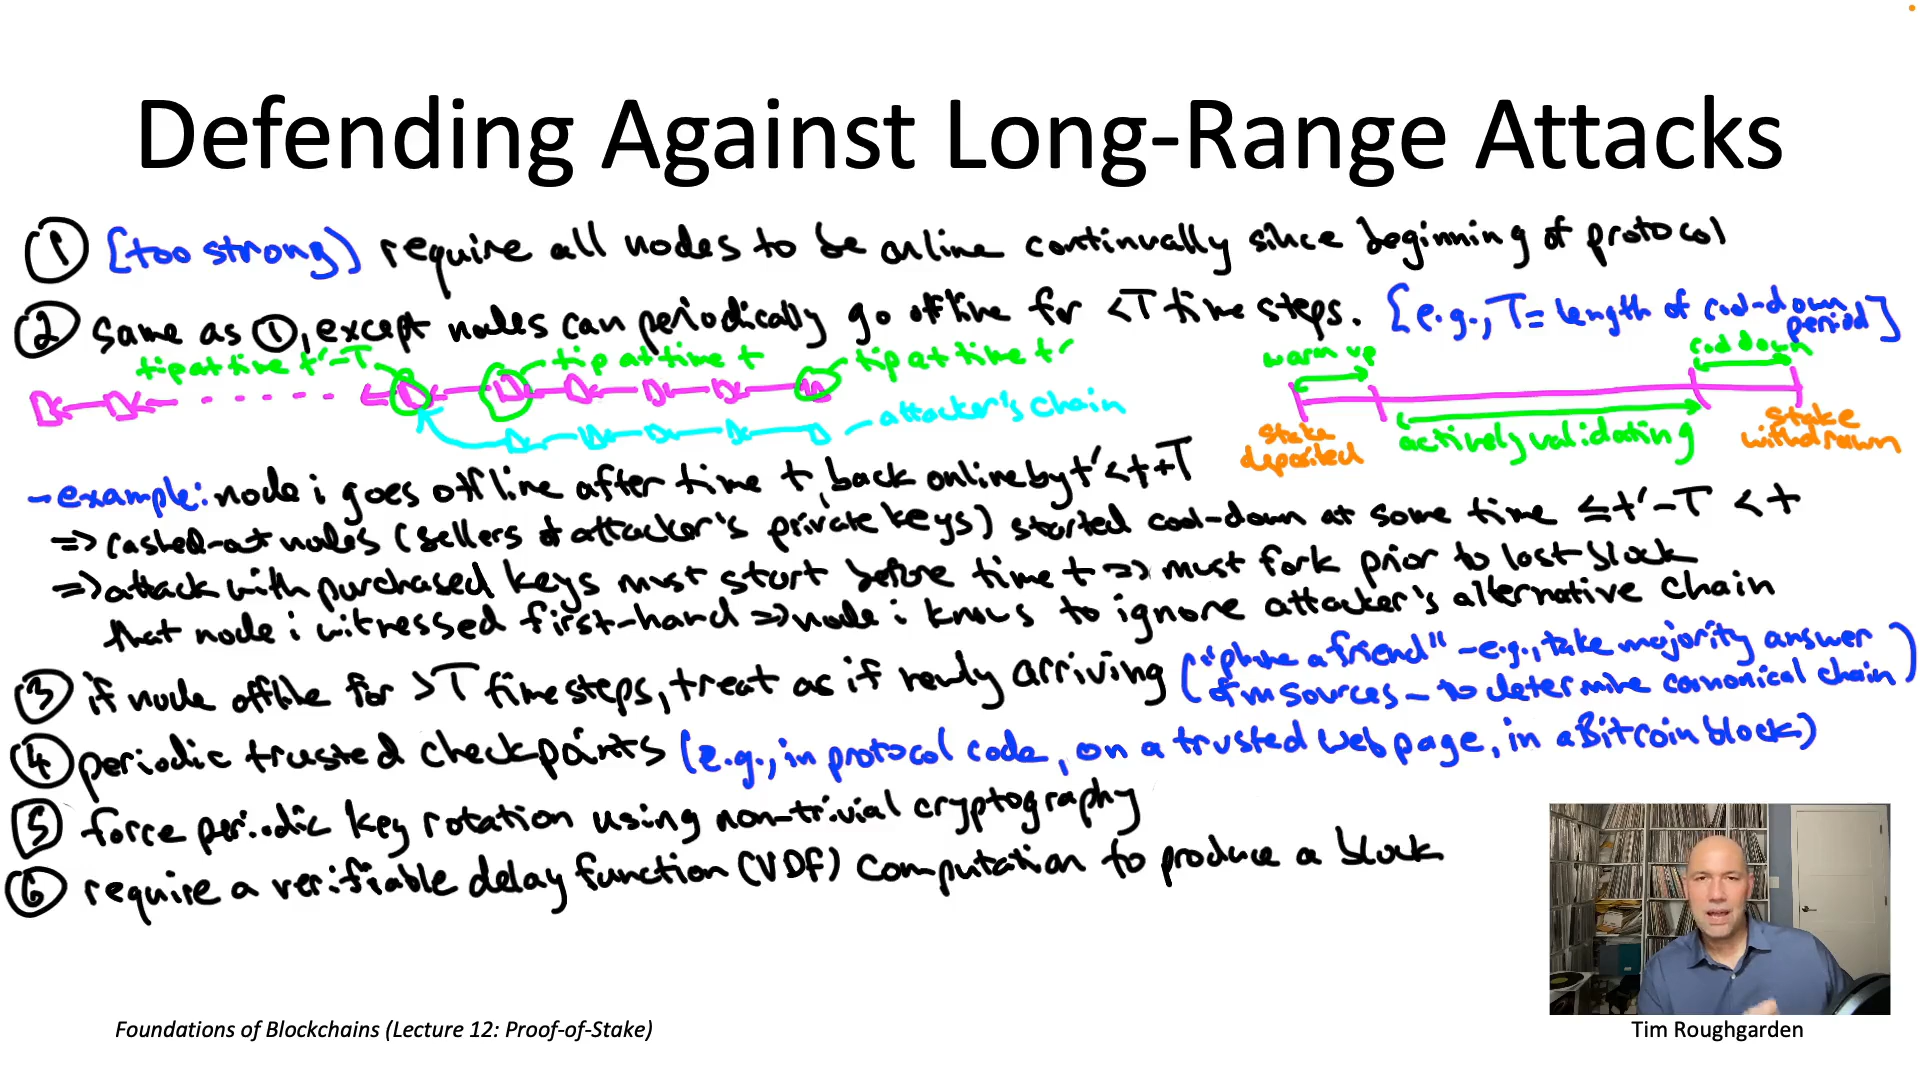 Defending Against Long-Range Attacks
① [too strong] require all nodes to be online continually since beginning of protocol
② same as ①, except nodes can periodically go offline for <T time steps. [e.g., T= length of cool-down period]
tip at time t'-T
tip at time t
tip at time t'
attacker's chain
warm up
cool down
stake deposited
actively validating
stake withdrawn
- example: node i goes offline after time t, back online by t' < t+T
=> cashed-out nodes (sellers of attacker's private keys) started cool-down at some time ≤ t'-T < t
=> attack with purchased keys must start before time t => must fork prior to last block
that node i witnessed first-hand => node i knows to ignore attacker's alternative chain
③ if node offline for >T time steps, treat as if newly arriving ("phone a friend" - e.g., take majority answer
of m sources - to determine canonical chain)
④ periodic trusted checkpoints (e.g., in protocol code, on a trusted web page, in a Bitcoin block)
⑤ force periodic key rotation using non-trivial cryptography
⑥ require a verifiable delay function (VDF) computation to produce a block
Foundations of Blockchains (Lecture 12: Proof-of-Stake)
Tim Roughgarden